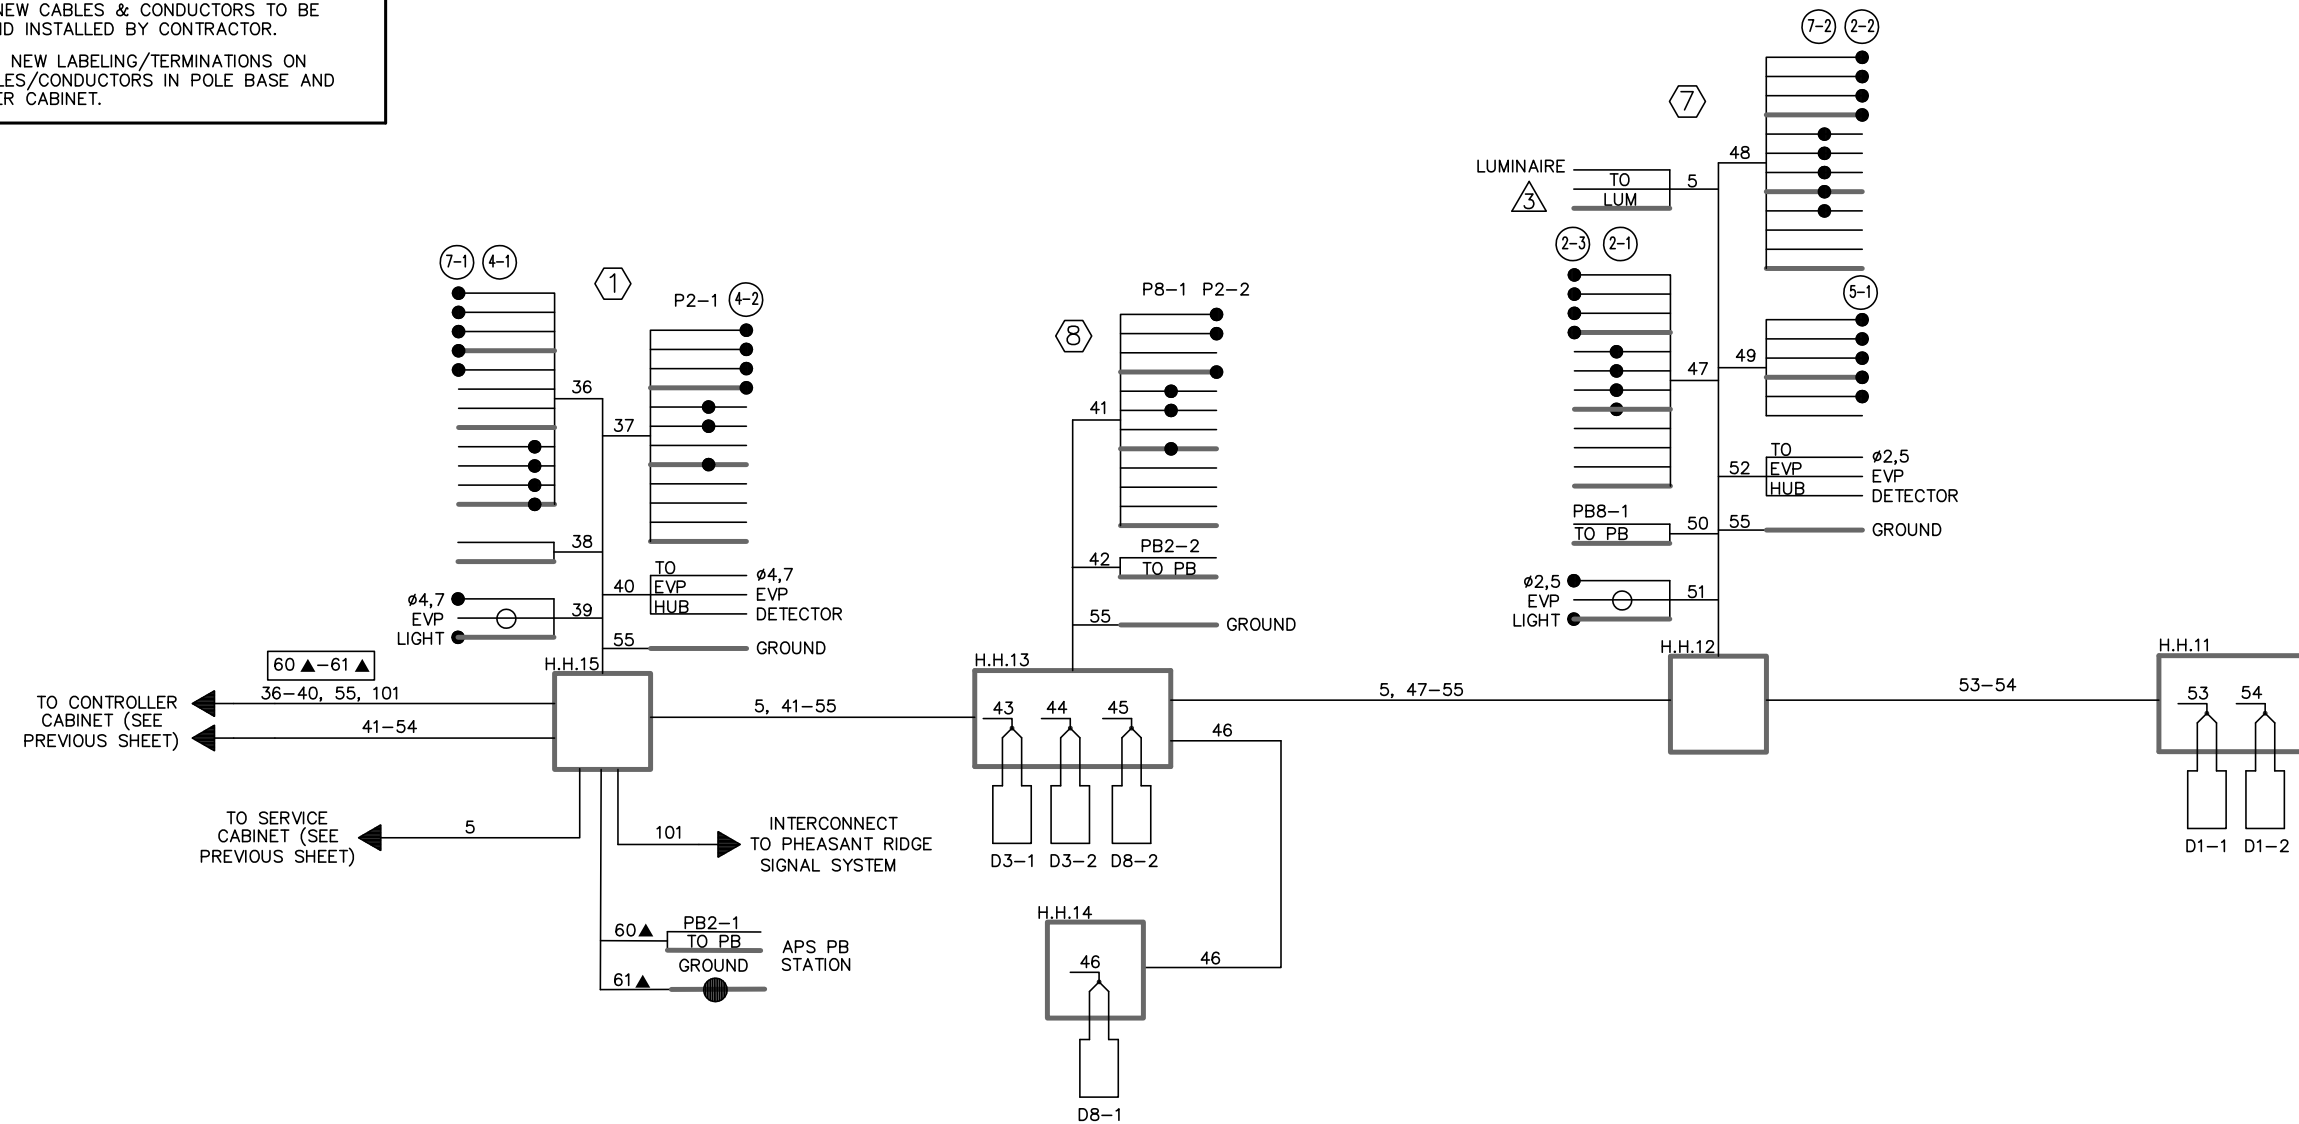 NEW CABLES & CONDUCTORS TO BE
INSTALLED BY CONTRACTOR.
NEW LABELING/TERMINATIONS ON
/CONDUCTORS IN POLE BASE AND
CABINET.
7-2 2-2
7
48
LUMINAIRE
TO
LUM
5
3
2-3 2-1
7-1 4-1
1
P2-1 4-2
P8-1 P2-2
8
5-1
36
37
41
47
49
38
TO
EVP
HUB
40
ø4,7
EVP
DETECTOR
ø4,7
EVP
LIGHT
39
55
GROUND
42
PB2-2
TO PB
55
GROUND
52
TO
EVP
HUB
ø2,5
EVP
DETECTOR
PB8-1
TO PB
50
55
GROUND
ø2,5
EVP
LIGHT
51
60▲-61▲
36-40, 55, 101
TO CONTROLLER
CABINET (SEE
PREVIOUS SHEET)
41-54
H.H.15
5, 41-55
H.H.13
43 44 45
D3-1 D3-2 D8-2
5, 47-55
46
H.H.12
53-54
H.H.11
53 54
D1-1 D1-2
TO SERVICE
CABINET (SEE
PREVIOUS SHEET)
5
101
INTERCONNECT
TO PHEASANT RIDGE
SIGNAL SYSTEM
60▲
PB2-1
TO PB
GROUND
APS PB
STATION
61▲
H.H.14
46
46
D8-1